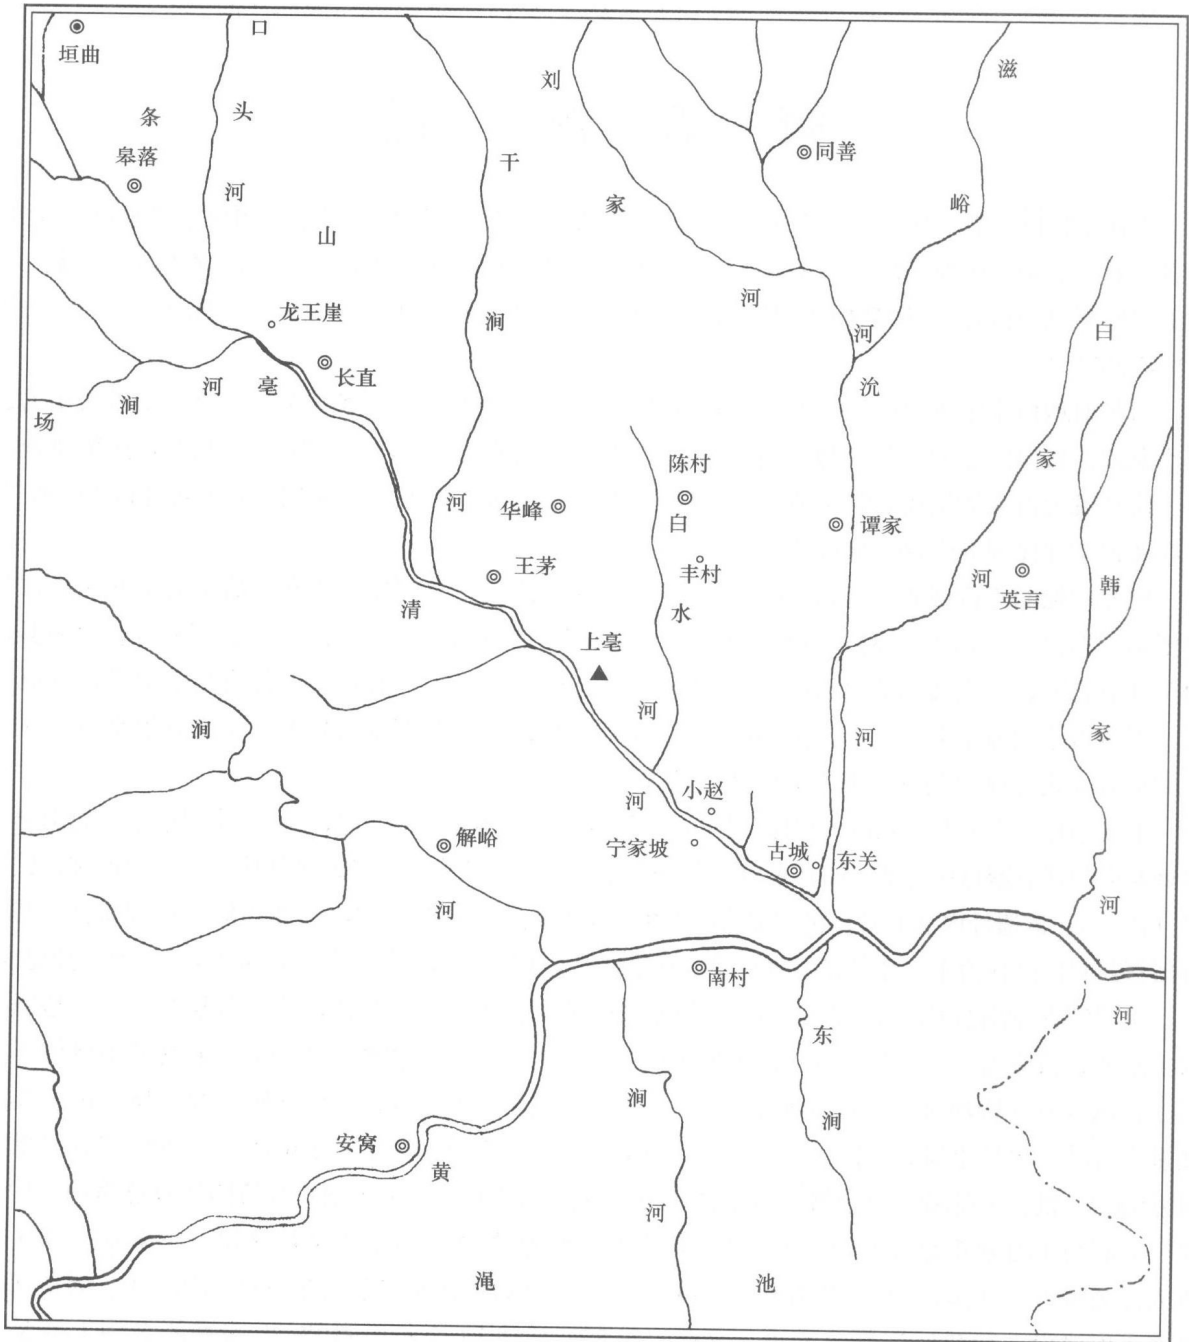 垣曲
口头河
条山
皋落
干涧河
刘家河
同善
滋峪河
龙王崖
长直
场涧河
亳清河
沇河
白家河
陈村
华峰
白水河
谭家
王茅
丰村
英言
韩家河
上亳
小赵
宁家坡
古城
东关
涧河
解峪
南村
东涧
涧河
安窝
黄河
渑池